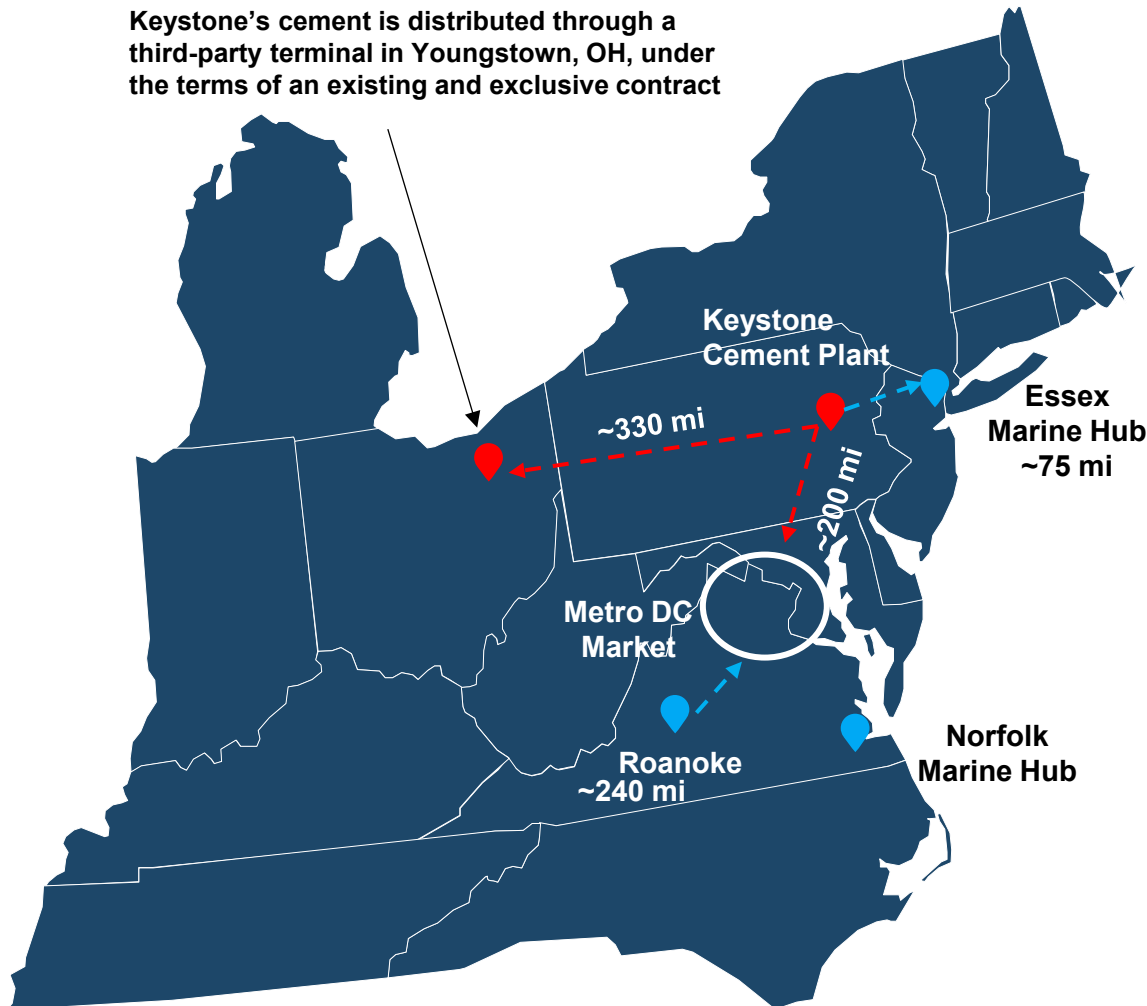 Keystone’s cement is distributed through a
third-party terminal in Youngstown, OH, under
the terms of an existing and exclusive contract
Keystone
Cement Plant
Essex
Marine Hub
~75 mi
~330 mi
~200 mi
Metro DC
Market
Roanoke
~240 mi
Norfolk
Marine Hub